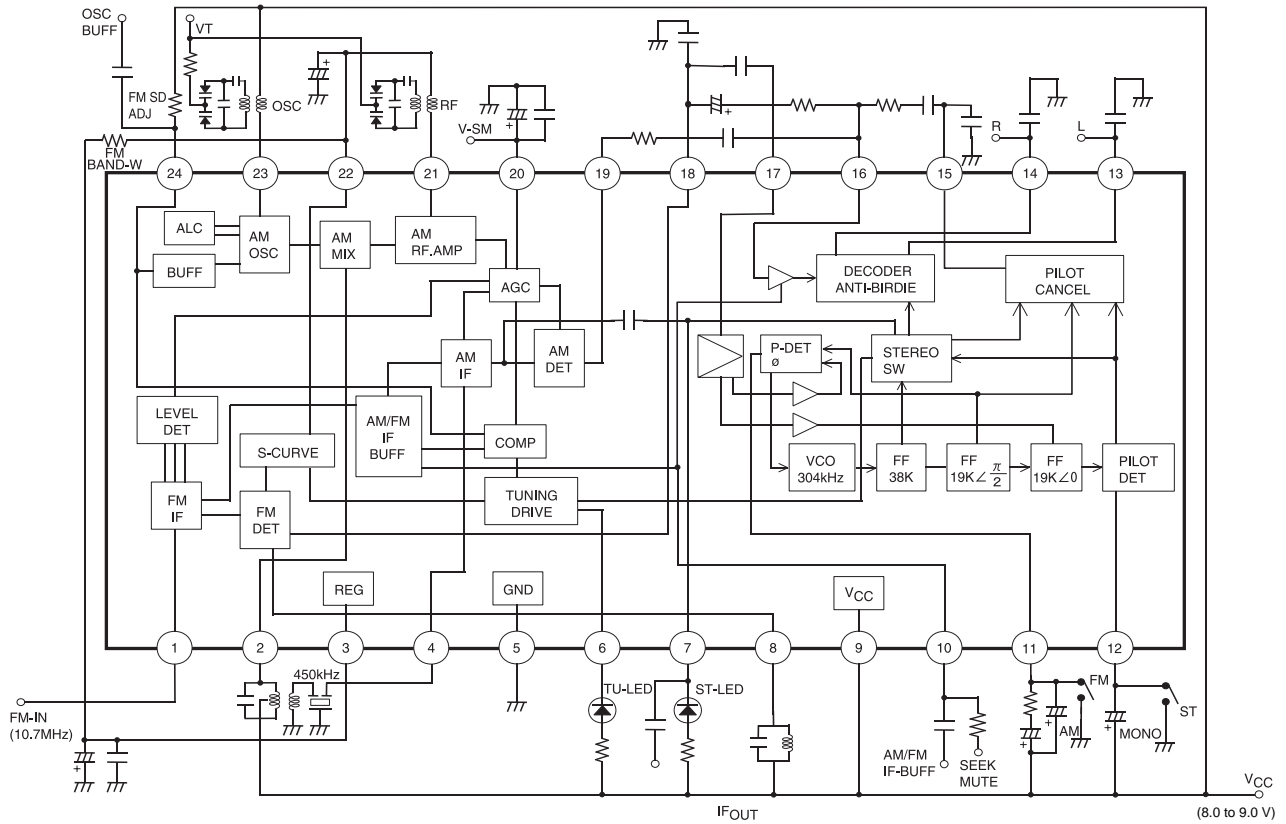 OSC
BUFF
VT
FM SD
ADJ
OSC
+
RF
V-SM
+
+
R
L
FM
BAND-W
24
23
22
21
20
19
18
17
16
15
14
13
ALC
AM
OSC
BUFF
AM
MIX
AM
RF.AMP
AGC
DECODER
ANTI-BIRDIE
PILOT
CANCEL
AM
IF
AM
DET
P-DET
ø
STEREO
SW
LEVEL
DET
AM/FM
IF
BUFF
COMP
S-CURVE
VCO
304kHz
FF
38K
FF
19K∠π/2
FF
19K∠0
PILOT
DET
FM
IF
FM
DET
TUNING
DRIVE
REG
GND
VCC
1
2
3
4
5
6
7
8
9
10
11
12
450kHz
TU-LED
ST-LED
FM
AM
+
+
ST
MONO
+
FM-IN
(10.7MHz)
+
AM/FM
IF-BUFF
SEEK
MUTE
IFOUT
VCC
(8.0 to 9.0 V)